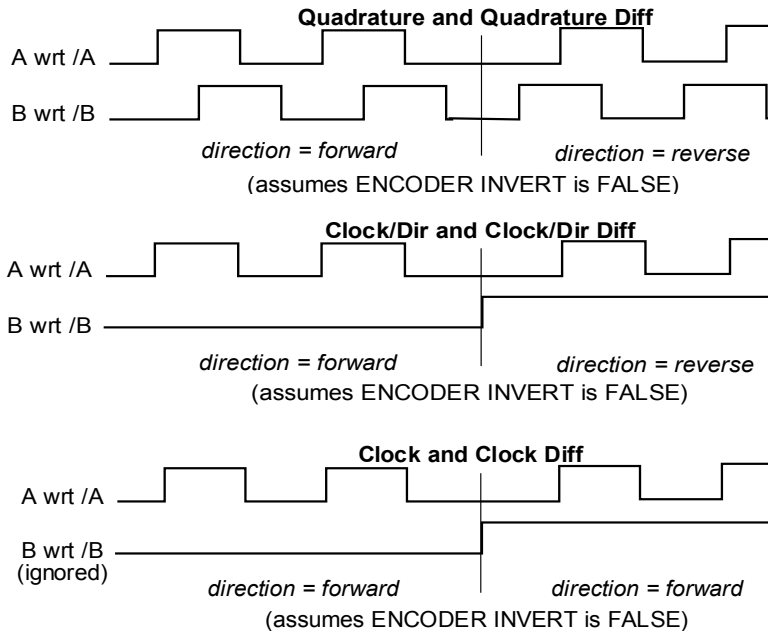 Quadrature and Quadrature Diff
A wrt /A
B wrt /B
direction = forward
direction = reverse
(assumes ENCODER INVERT is FALSE)
Clock/Dir and Clock/Dir Diff
A wrt /A
B wrt /B
direction = forward
direction = reverse
(assumes ENCODER INVERT is FALSE)
Clock and Clock Diff
A wrt /A
B wrt /B
(ignored)
direction = forward
direction = forward
(assumes ENCODER INVERT is FALSE)